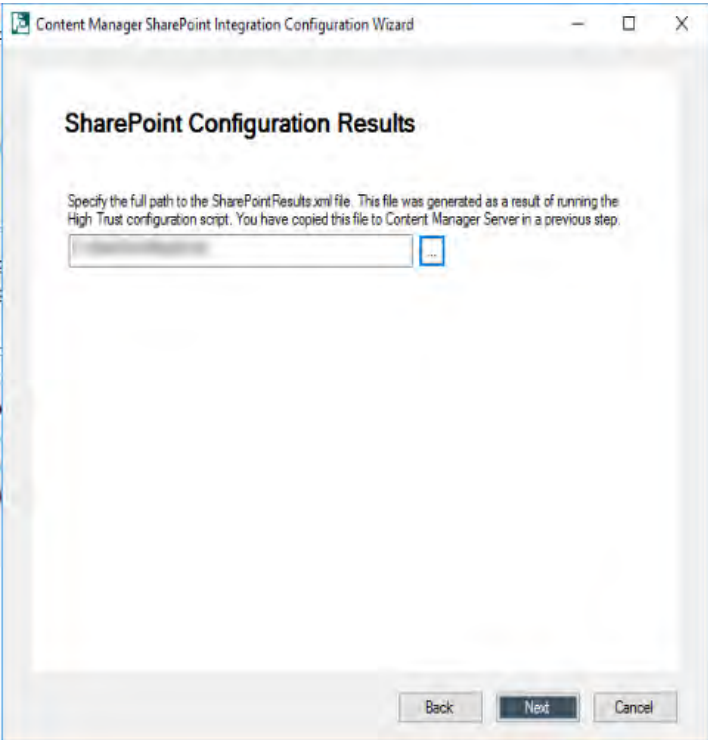 Content Manager SharePoint Integration Configuration Wizard
SharePoint Configuration Results
Specify the full path to the SharePointResults.xml file. This file was generated as a result of running the
High Trust configuration script. You have copied this file to Content Manager Server in a previous step.
...
Back Next Cancel